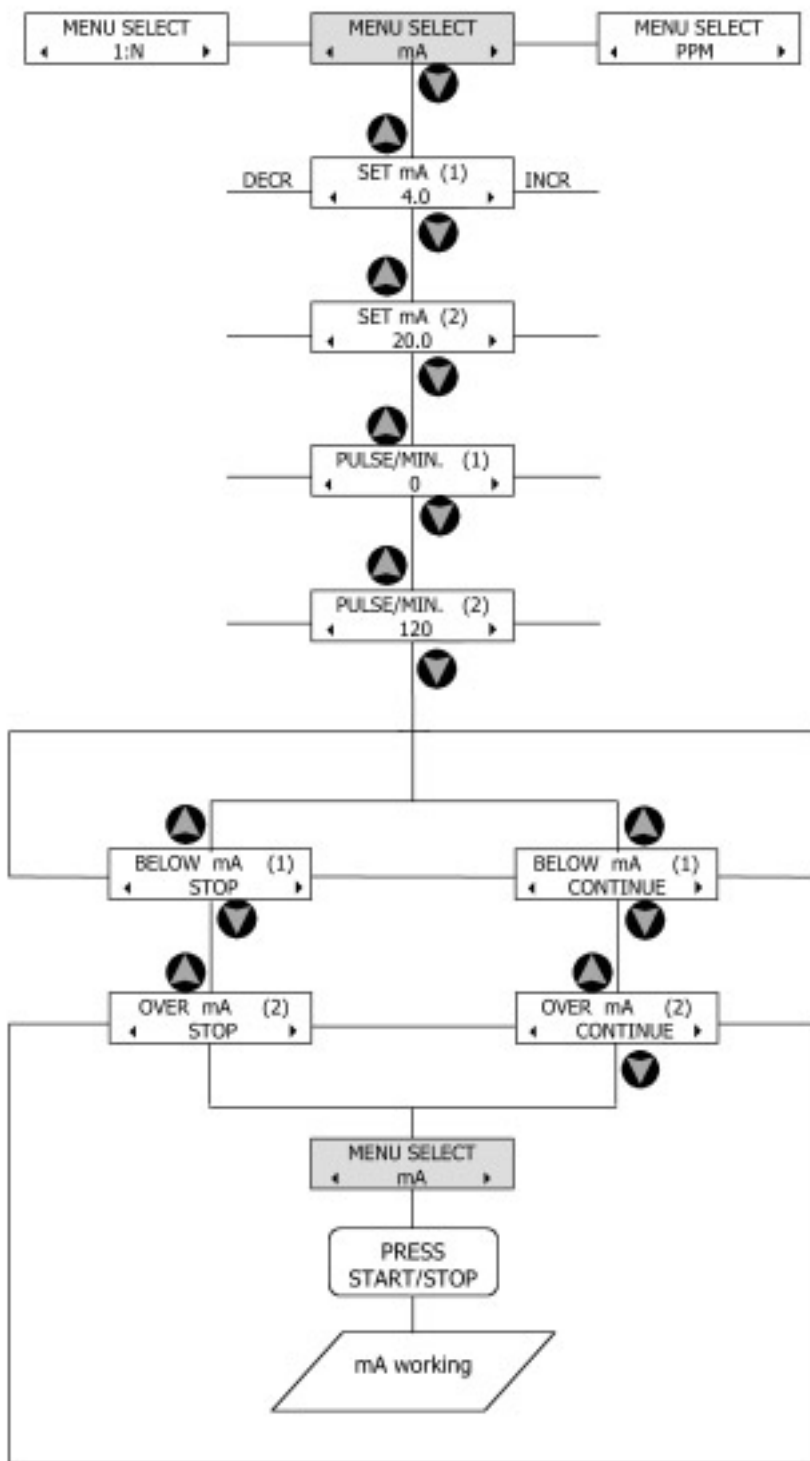 MENU SELECT
1:N
MENU SELECT
mA
MENU SELECT
PPM
DECR
SET mA (1)
4.0
INCR
SET mA (2)
20.0
PULSE/MIN. (1)
0
PULSE/MIN. (2)
120
BELOW mA (1)
STOP
BELOW mA (1)
CONTINUE
OVER mA (2)
STOP
OVER mA (2)
CONTINUE
MENU SELECT
mA
PRESS
START/STOP
mA working